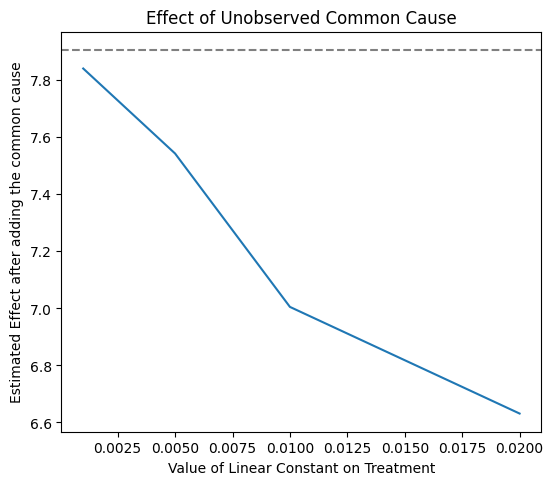 Effect of Unobserved Common Cause
Estimated Effect after adding the common cause
7.8
7.6
7.4
7.2
7.0
6.8
6.6
0.0025 0.0050 0.0075 0.0100 0.0125 0.0150 0.0175 0.0200
Value of Linear Constant on Treatment